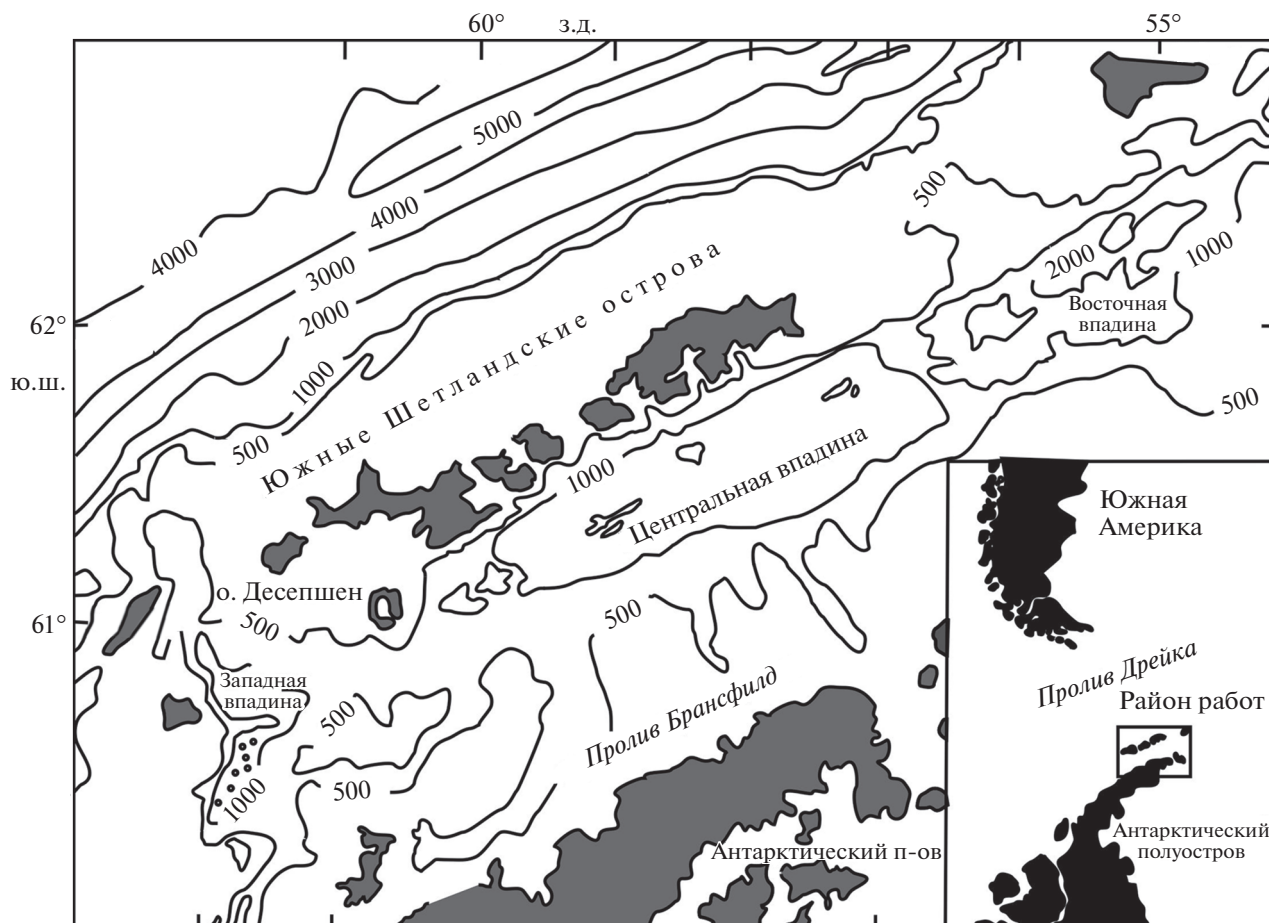 60° з.д. 55°
5000
4000
4000
3000
2000
1000
500
500
2000
1000
Восточная
впадина
62°
ю.ш.
Южные Шетландские острова
500
1000
Центральная впадина
Южная
Америка
о. Десепшен
61°
500
500
Западная
впадина
500
1000
500
Пролив Брансфилд
Пролив Дрейка
Район работ
Антарктический п-ов
Антарктический
полуостров